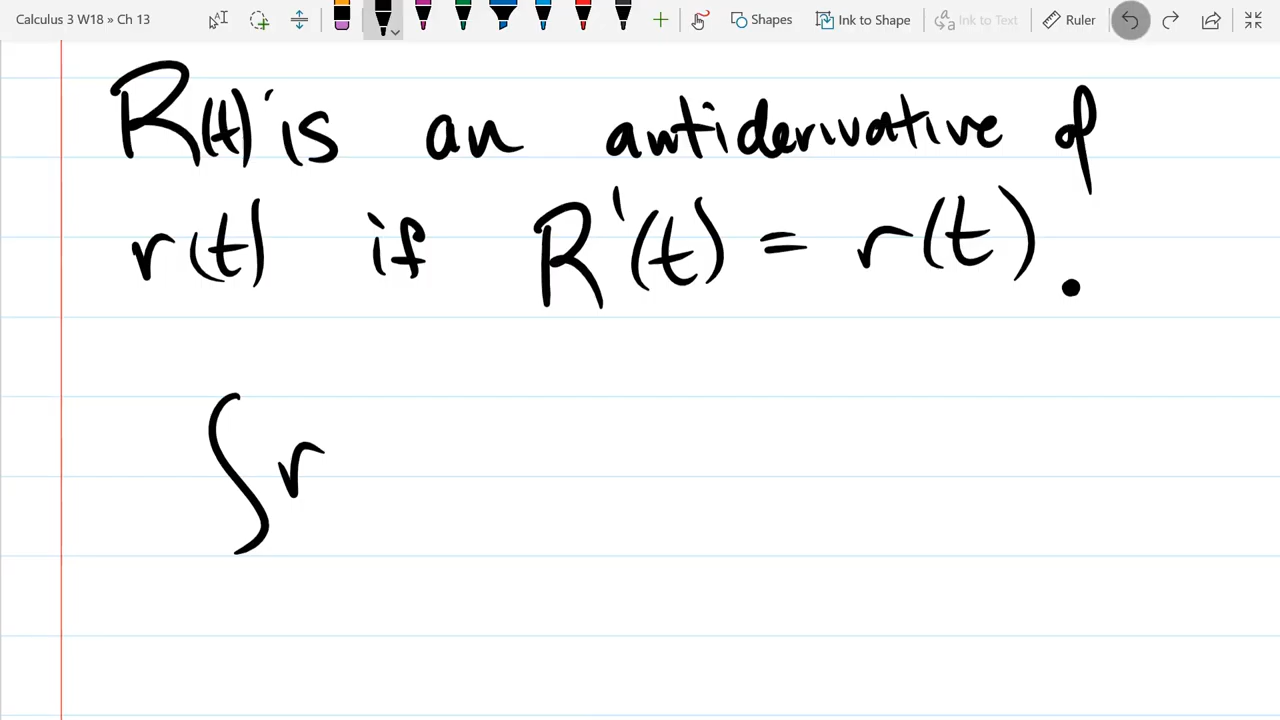 Calculus 3 W18 » Ch 13 Shapes Ink to Shape Ink to Text Ruler
R(t) is an antiderivative of
r(t) if R'(t) = r(t).
∫r